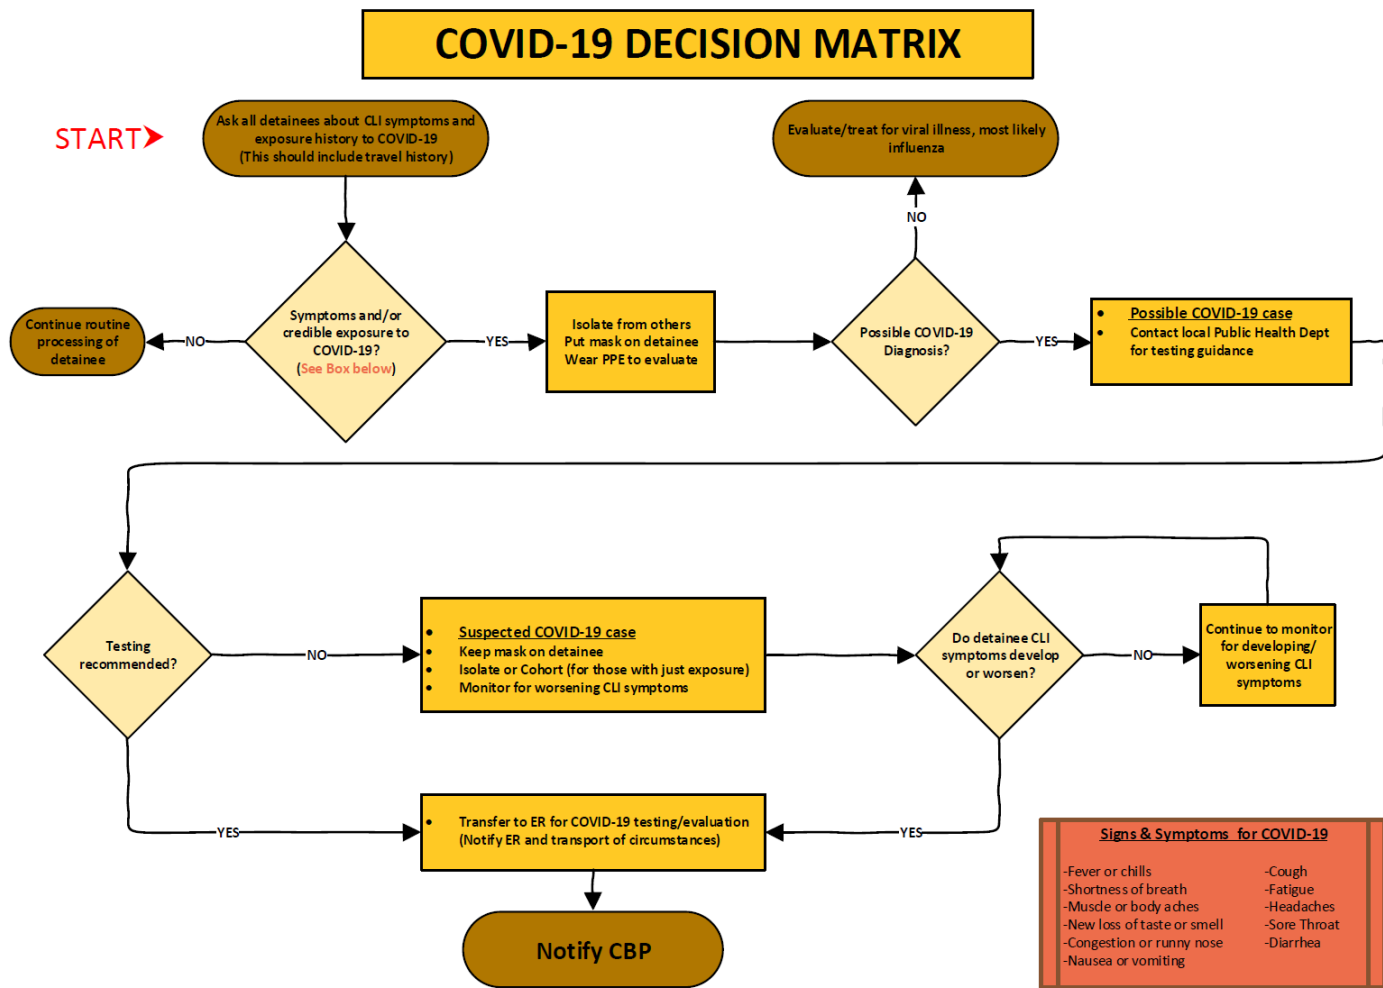 COVID-19 DECISION MATRIX
START
Ask all detainees about CLI symptoms and
exposure history to COVID-19
(This should include travel history)
Evaluate/treat for viral illness, most likely
influenza
NO
Continue routine
processing of
detainee
NO
Symptoms and/or
credible exposure to
COVID-19?
(See Box below)
YES
Isolate from others
Put mask on detainee
Wear PPE to evaluate
Possible COVID-19
Diagnosis?
YES
• Possible COVID-19 case
• Contact local Public Health Dept
for testing guidance
Testing
recommended?
NO
• Suspected COVID-19 case
• Keep mask on detainee
• Isolate or Cohort (for those with just exposure)
• Monitor for worsening CLI symptoms
Do detainee CLI
symptoms develop
or worsen?
NO
Continue to monitor
for developing/
worsening CLI
symptoms
YES
• Transfer to ER for COVID-19 testing/evaluation
(Notify ER and transport of circumstances)
YES
Notify CBP
Signs & Symptoms for COVID-19
-Fever or chills
-Shortness of breath
-Muscle or body aches
-New loss of taste or smell
-Congestion or runny nose
-Nausea or vomiting
-Cough
-Fatigue
-Headaches
-Sore Throat
-Diarrhea